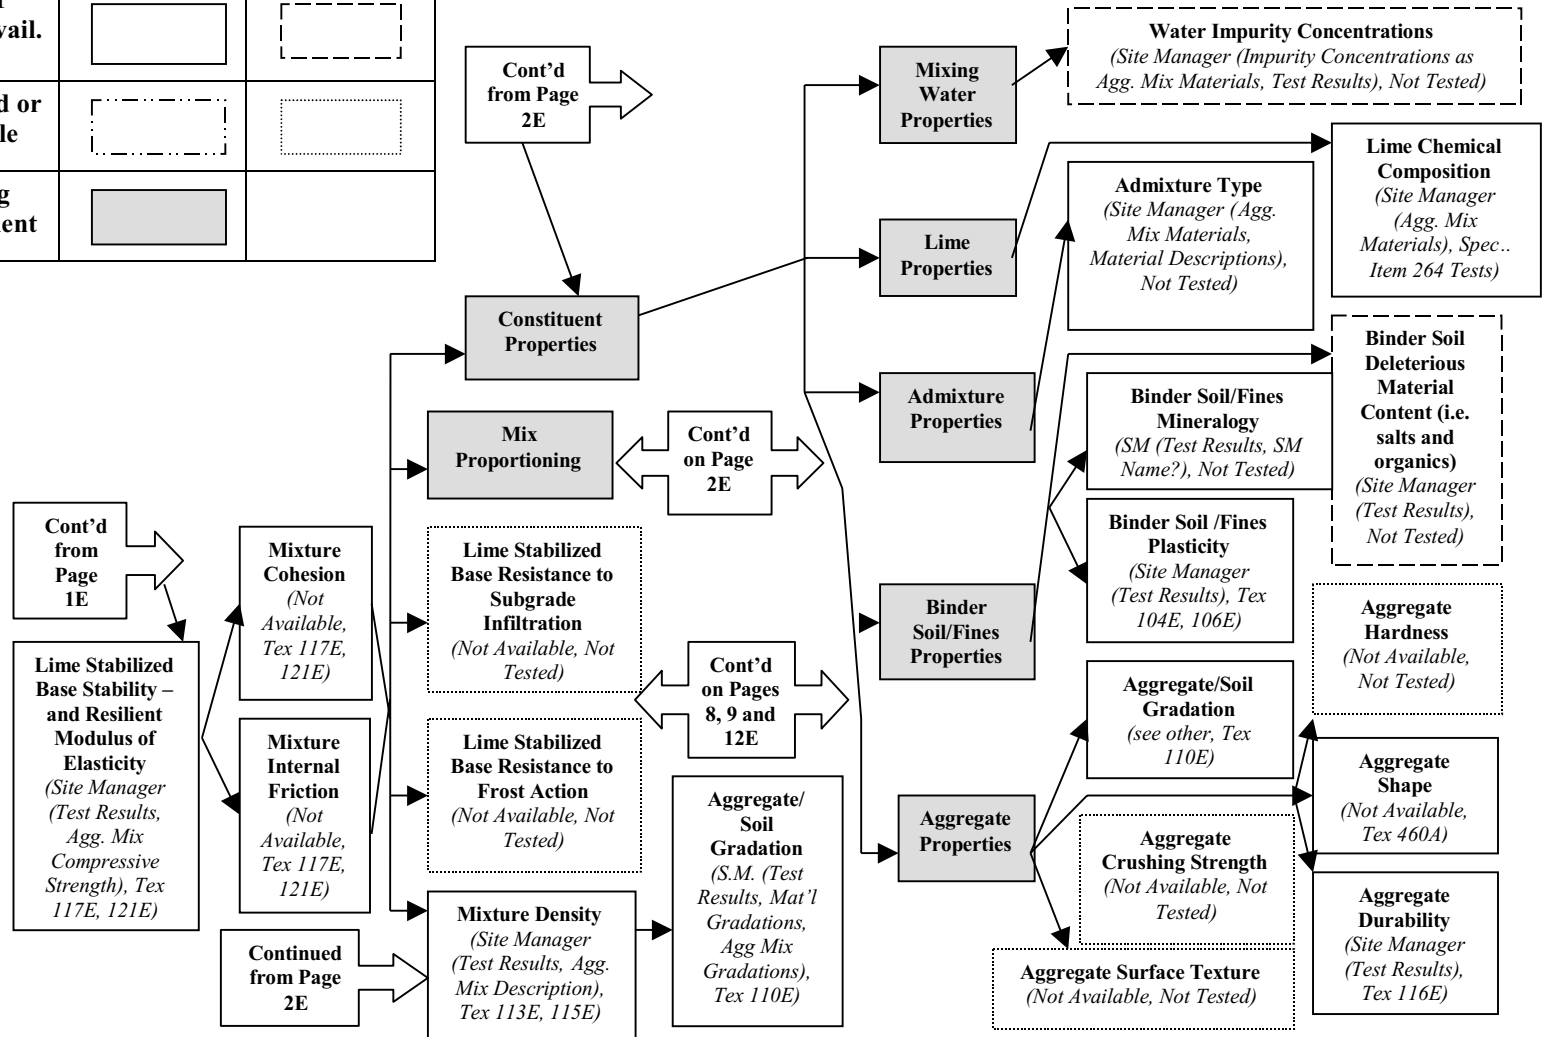 vail.
d or
le
g
ent
Cont’d
from Page
2E
Mixing
Water
Properties
Water Impurity Concentrations
(Site Manager (Impurity Concentrations as
Agg. Mix Materials, Test Results), Not Tested)
Lime Chemical
Composition
(Site Manager
(Agg. Mix
Materials), Spec..
Item 264 Tests)
Admixture Type
(Site Manager (Agg.
Mix Materials,
Material Descriptions),
Not Tested)
Lime
Properties
Constituent
Properties
Binder Soil
Deleterious
Material
Content (i.e.
salts and
organics)
(Site Manager
(Test Results),
Not Tested)
Admixture
Properties
Binder Soil/Fines
Mineralogy
(SM (Test Results, SM
Name?), Not Tested)
Mix
Proportioning
Cont’d
on Page
2E
Cont’d
from
Page
1E
Mixture
Cohesion
(Not
Available,
Tex 117E,
121E)
Lime Stabilized
Base Resistance to
Subgrade
Infiltration
(Not Available, Not
Tested)
Binder Soil /Fines
Plasticity
(Site Manager
(Test Results), Tex
104E, 106E)
Binder
Soil/Fines
Properties
Aggregate
Hardness
(Not Available,
Not Tested)
Lime Stabilized
Base Stability –
and Resilient
Modulus of
Elasticity
(Site Manager
(Test Results,
Agg. Mix
Compressive
Strength), Tex
117E, 121E)
Cont’d
on Pages
8, 9 and
12E
Aggregate/Soil
Gradation
(see other, Tex
110E)
Mixture
Internal
Friction
(Not
Available,
Tex 117E,
121E)
Lime Stabilized
Base Resistance to
Frost Action
(Not Available, Not
Tested)
Aggregate/
Soil
Gradation
(S.M. (Test
Results, Mat’l
Gradations,
Agg Mix
Gradations),
Tex 110E)
Aggregate
Properties
Aggregate
Shape
(Not Available,
Tex 460A)
Aggregate
Crushing Strength
(Not Available, Not
Tested)
Aggregate
Durability
(Site Manager
(Test Results),
Tex 116E)
Mixture Density
(Site Manager
(Test Results, Agg.
Mix Description),
Tex 113E, 115E)
Continued
from Page
2E
Aggregate Surface Texture
(Not Available, Not Tested)